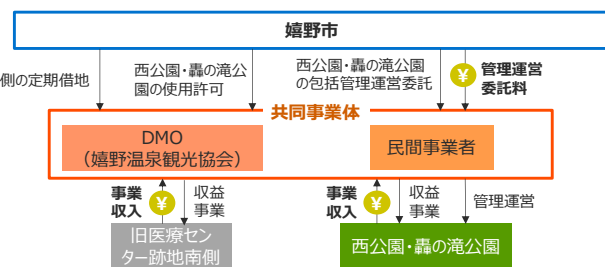 嬉野市
側の定期借地
西公園・轟の滝公
園の使用許可
西公園・轟の滝公園
の包括管理運営委託
¥
管理運営
委託料
共同事業体
DMO
（嬉野温泉観光協会）
民間事業者
事業
収入
¥
収益
事業
事業
収入
¥
収益
事業
管理運営
旧医療セン
ター跡地南側
西公園・轟の滝公園